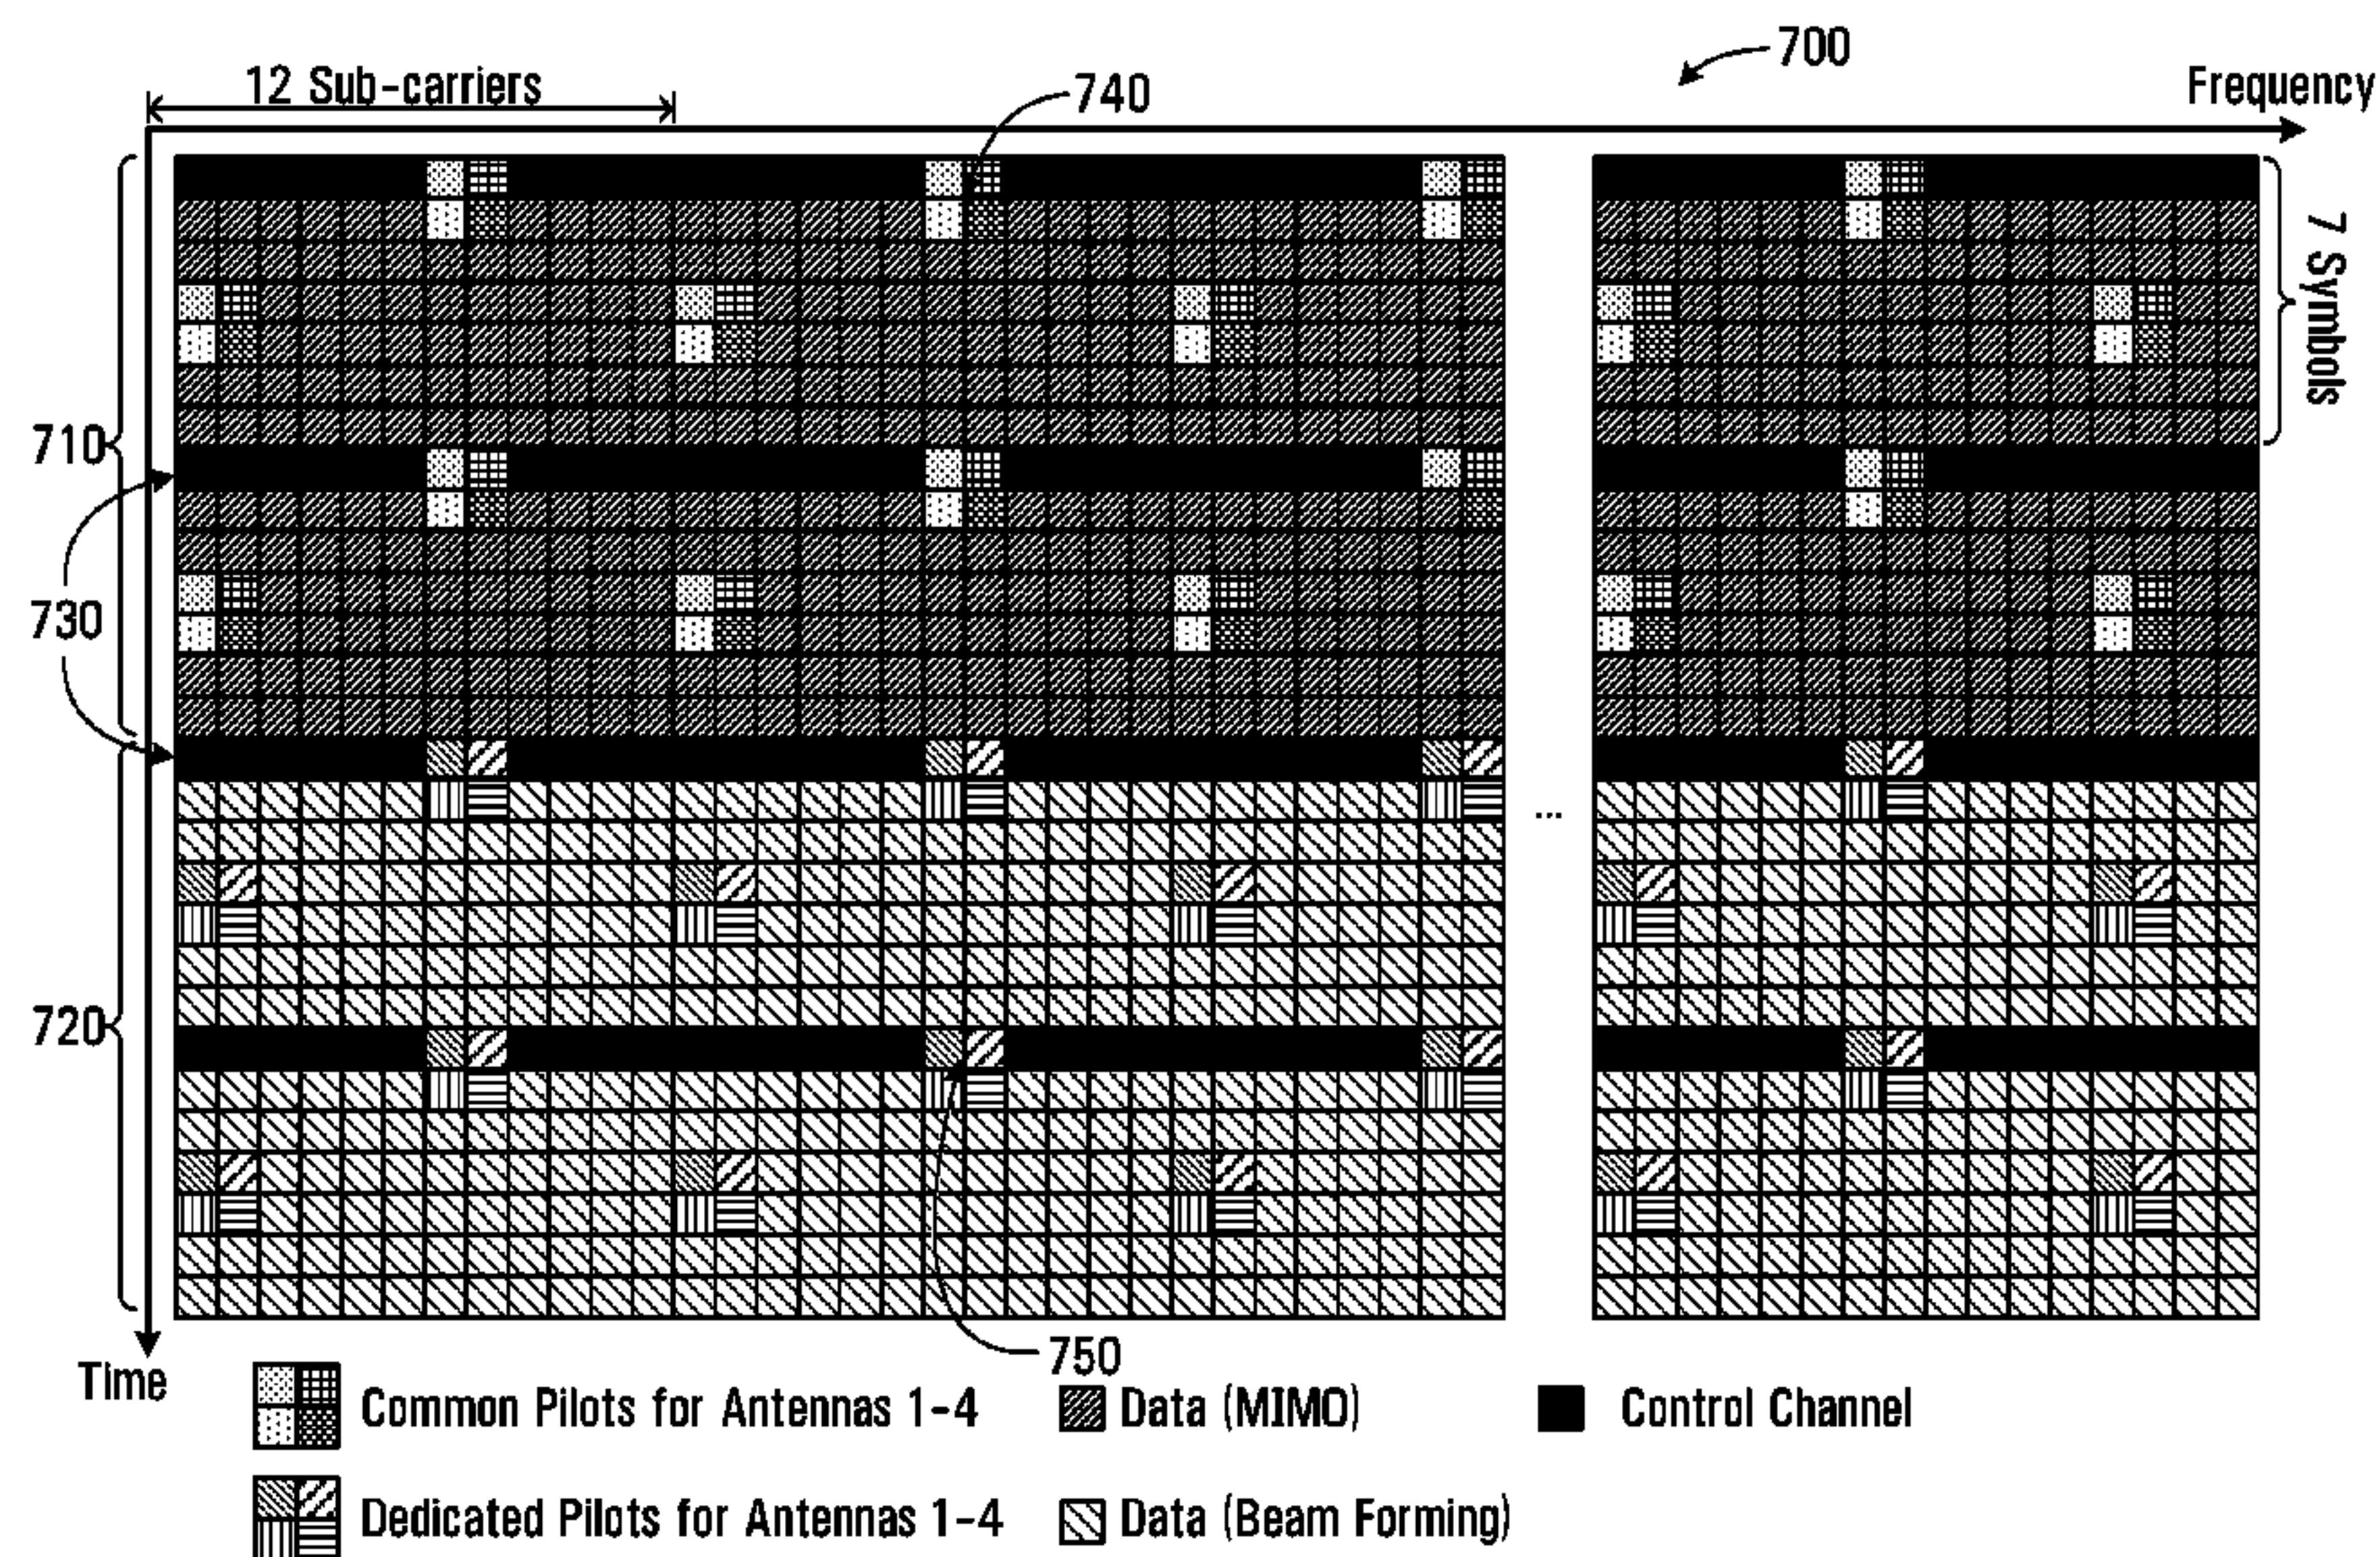 700
12 Sub-carriers
740
Frequency
7 Symbols
710
730
...
720
750
Time
Common Pilots for Antennas 1-4
Data (MIMO)
Control Channel
Dedicated Pilots for Antennas 1-4
Data (Beam Forming)